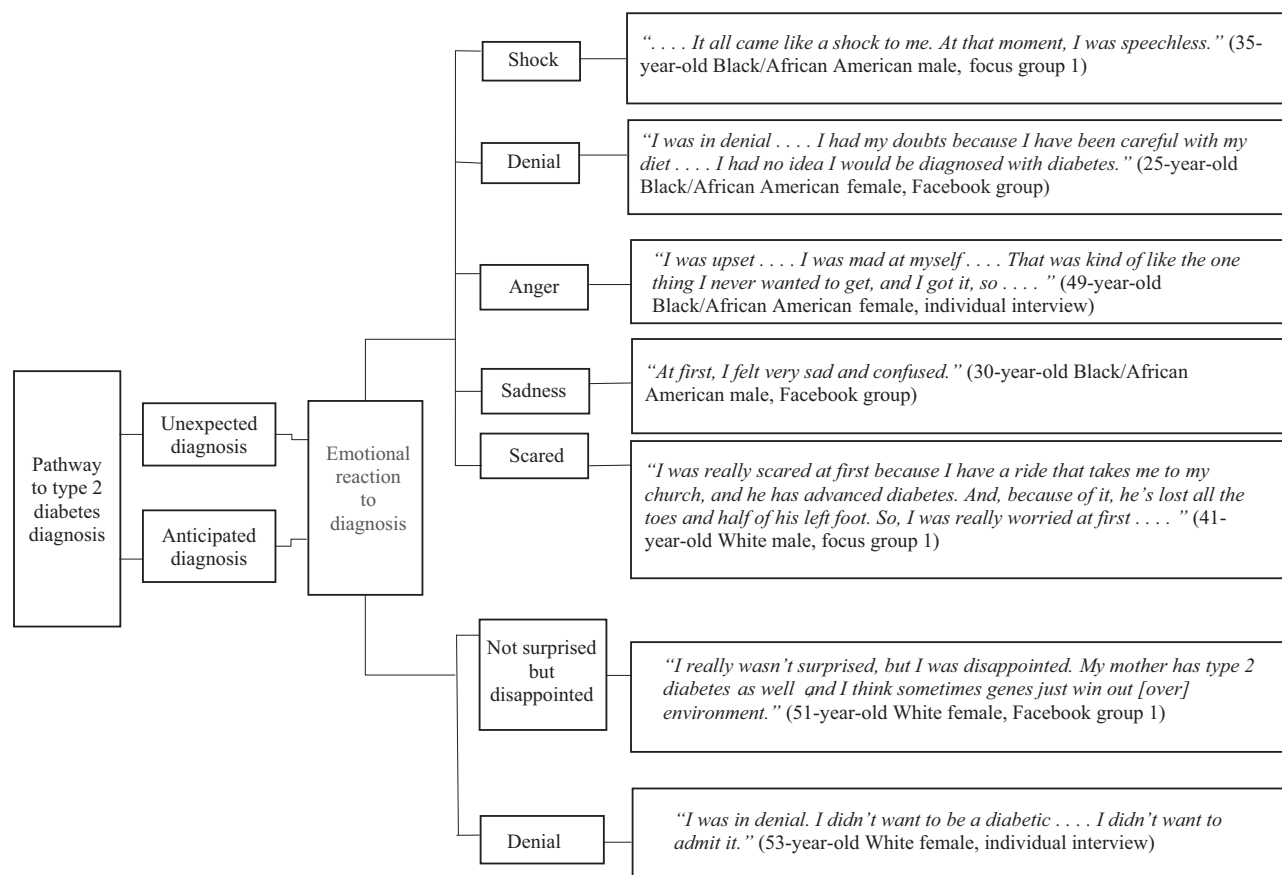 Pathway
to type 2
diabetes
diagnosis
Unexpected
diagnosis
Anticipated
diagnosis
Emotional
reaction
to
diagnosis
Shock
“. . . . It all came like a shock to me. At that moment, I was speechless.” (35-
year-old Black/African American male, focus group 1)
Denial
“I was in denial . . . . I had my doubts because I have been careful with my
diet . . . . I had no idea I would be diagnosed with diabetes.” (25-year-old
Black/African American female, Facebook group)
Anger
“I was upset . . . . I was mad at myself . . . . That was kind of like the one
thing I never wanted to get, and I got it, so . . . . ” (49-year-old
Black/African American female, individual interview)
Sadness
“At first, I felt very sad and confused.” (30-year-old Black/African
American male, Facebook group)
Scared
“I was really scared at first because I have a ride that takes me to my
church, and he has advanced diabetes. And, because of it, he’s lost all the
toes and half of his left foot. So, I was really worried at first . . . . ” (41-
year-old White male, focus group 1)
Not surprised
but
disappointed
“I really wasn’t surprised, but I was disappointed. My mother has type 2
diabetes as well, and I think sometimes genes just win out [over]
environment.” (51-year-old White female, Facebook group 1)
Denial
“I was in denial. I didn’t want to be a diabetic . . . . I didn’t want to
admit it.” (53-year-old White female, individual interview)